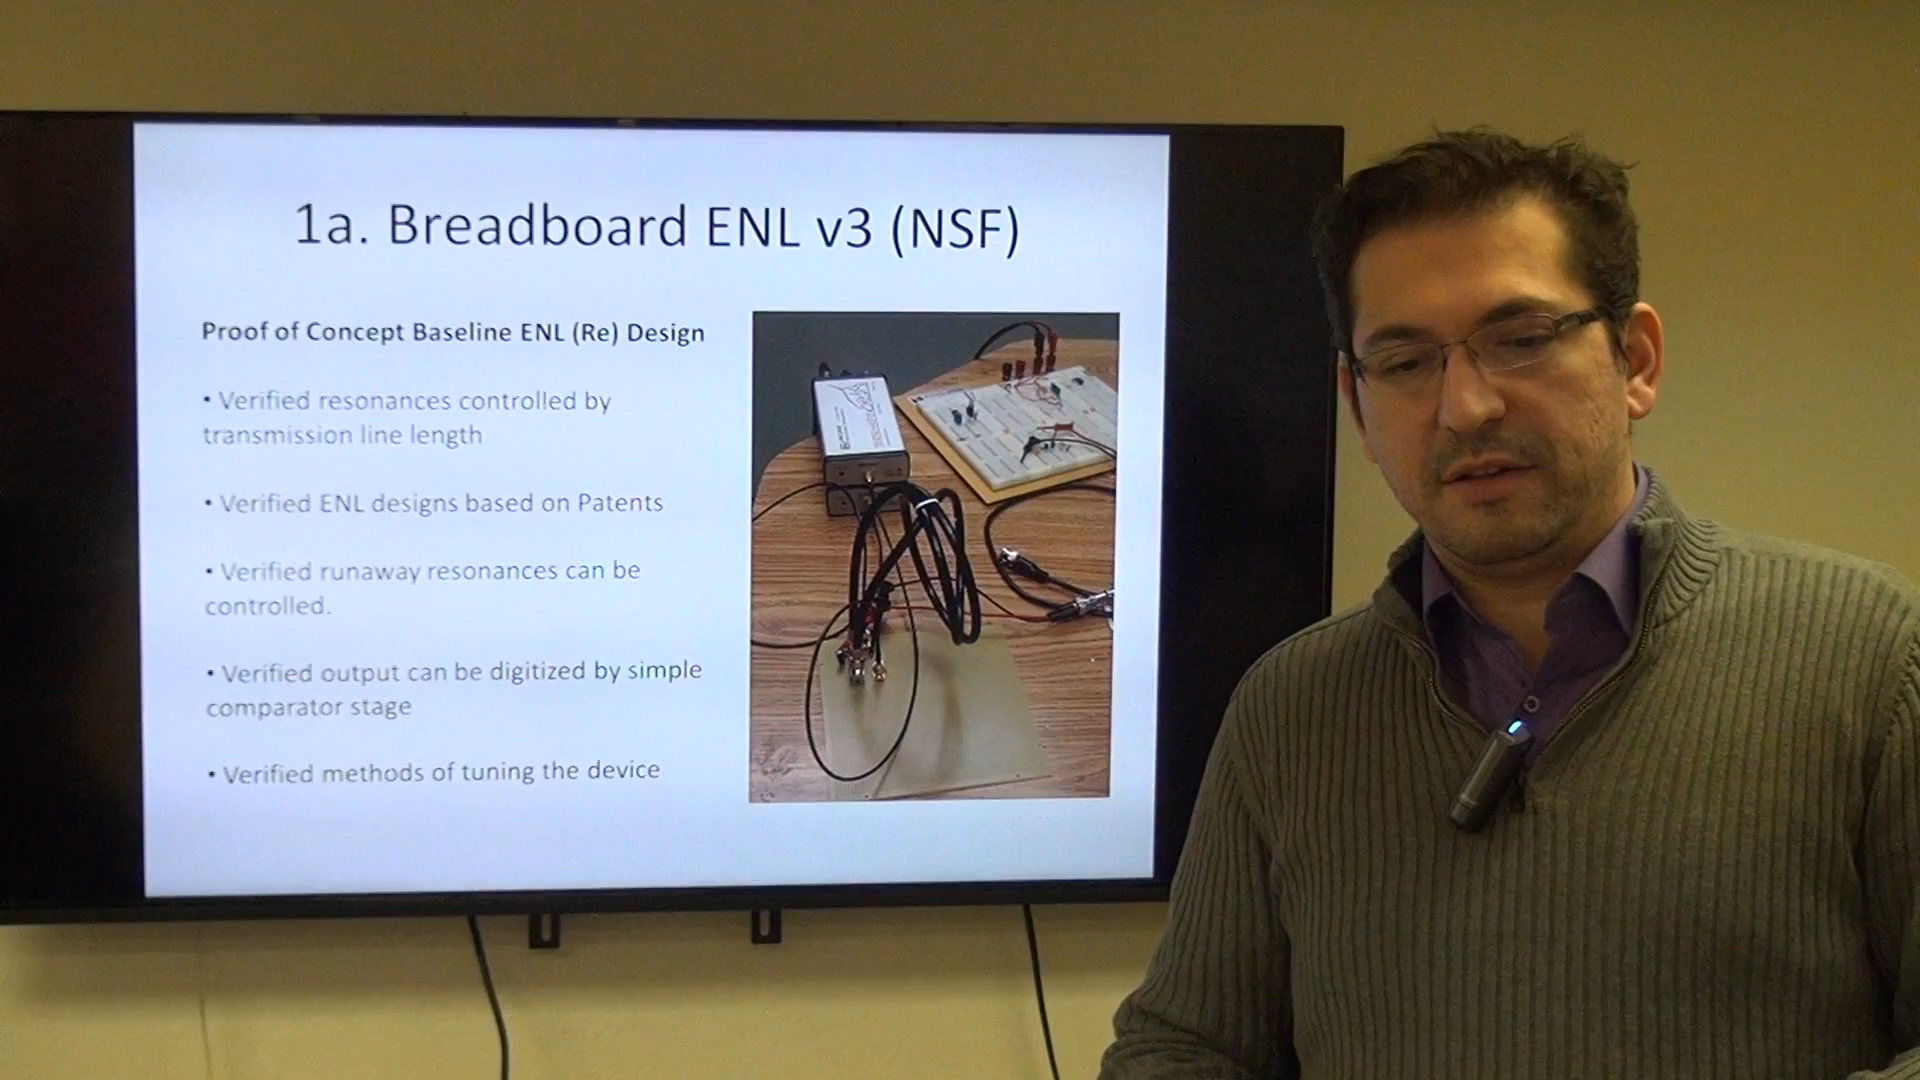 1a. Breadboard ENL v3 (NSF)
Proof of Concept Baseline ENL (Re) Design
• Verified resonances controlled by
transmission line length
• Verified ENL designs based on Patents
• Verified runaway resonances can be
controlled.
• Verified output can be digitized by simple
comparator stage
• Verified methods of tuning the device